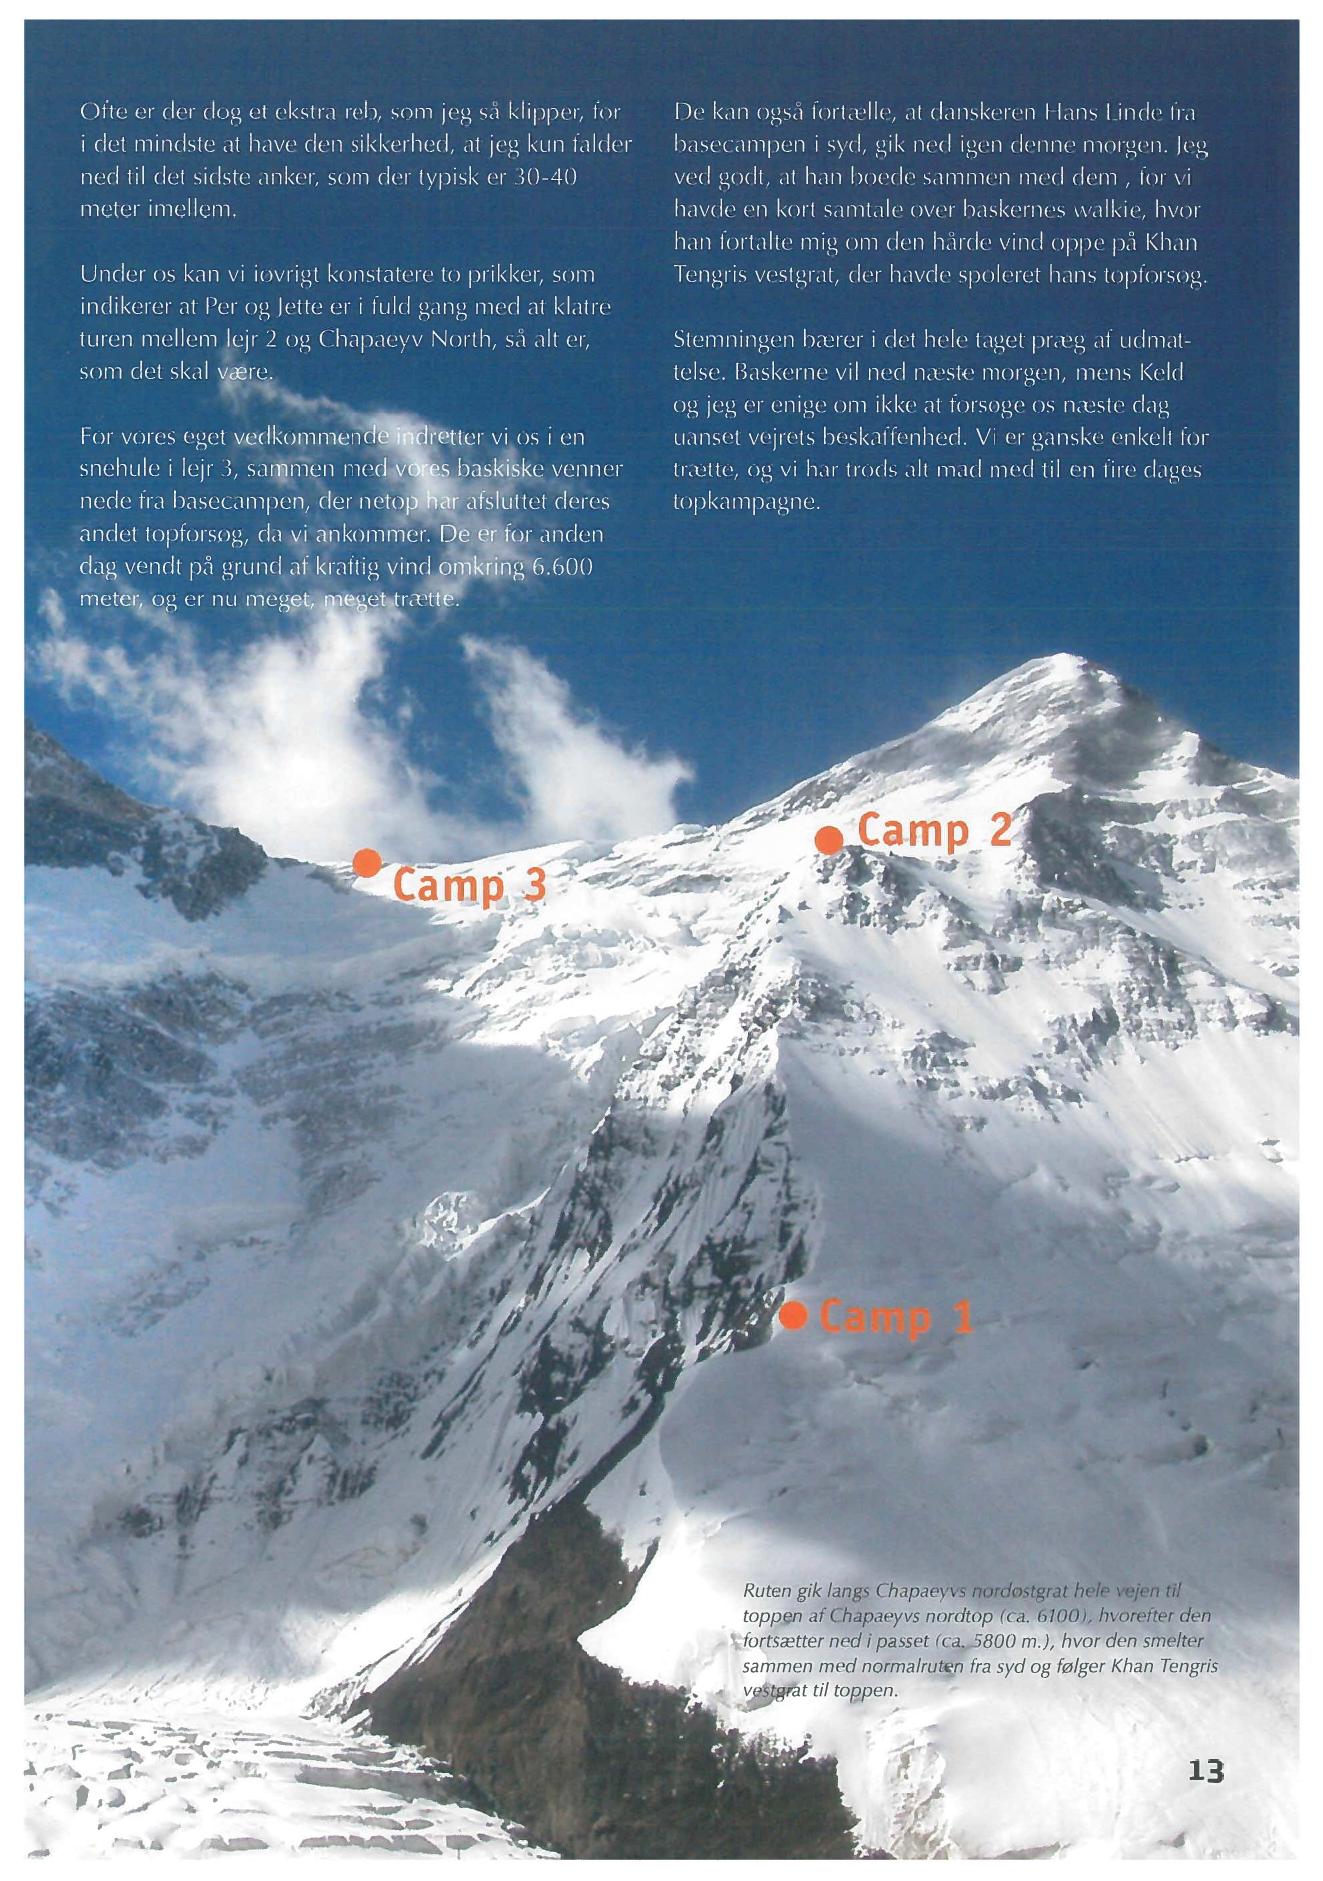 Ofte er der dog et ekstra reb, som jeg så klipper, for
i det mindste at have den sikkerhed, at jeg kun falder
ned til det sidste anker, som der typisk er 30-40
meter imellem.
Under os kan vi iøvrigt konstatere to prikker, som
indikerer at Per og Jette er i fuld gang med at klatre
turen mellem lejr 2 og Chapaeyv North, så alt er,
som det skal være.
For vores eget vedkommende indretter vi os i en
snehule i lejr 3, sammen med vores baskiske venner
nede fra basecampen, der netop har afsluttet deres
andet topforsøg, da vi ankommer. De er for anden
dag vendt på grund af kraftig vind omkring 6.600
meter, og er nu meget, meget trætte.
De kan også fortælle, at danskeren Hans Linde fra
basecampen i syd, gik ned igen denne morgen. Jeg
ved godt, at han boede sammen med dem , for vi
havde en kort samtale over baskernes walkie, hvor
han fortalte mig om den hårde vind oppe på Khan
Tengris vestgrat, der havde spoleret hans topforsøg.
Stemningen bærer i det hele taget præg af udmat-
telse. Baskerne vil ned næste morgen, mens Keld
og jeg er enige om ikke at forsøge os næste dag
uanset vejrets beskaffenhed. Vi er ganske enkelt for
trætte, og vi har trods alt mad med til en fire dages
topkampagne.
Camp 2
Camp 3
Camp 1
Ruten gik langs Chapaeyvs nordøstgrat hele vejen til
toppen af Chapaeyvs nordtop (ca. 6100), hvorefter den
fortsætter ned i passet (ca. 5800 m.), hvor den smelter
sammen med normalruten fra syd og følger Khan Tengris
vestgrat til toppen.
13